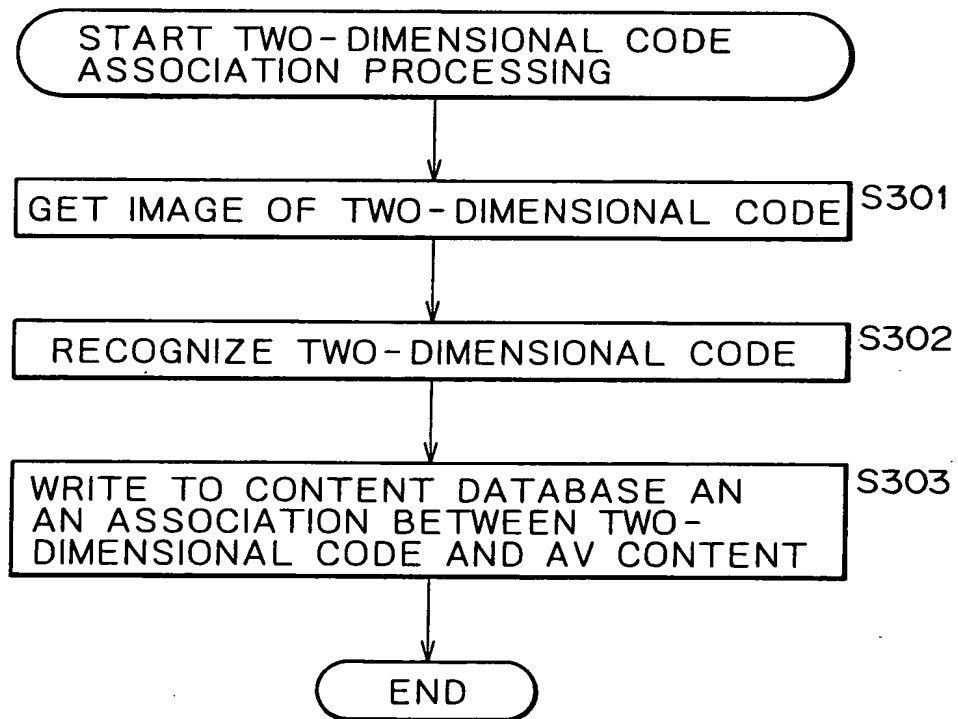 START TWO-DIMENSIONAL CODE
ASSOCIATION PROCESSING
GET IMAGE OF TWO-DIMENSIONAL CODE
S301
RECOGNIZE TWO-DIMENSIONAL CODE
S302
WRITE TO CONTENT DATABASE AN
AN ASSOCIATION BETWEEN TWO-
DIMENSIONAL CODE AND AV CONTENT
S303
END